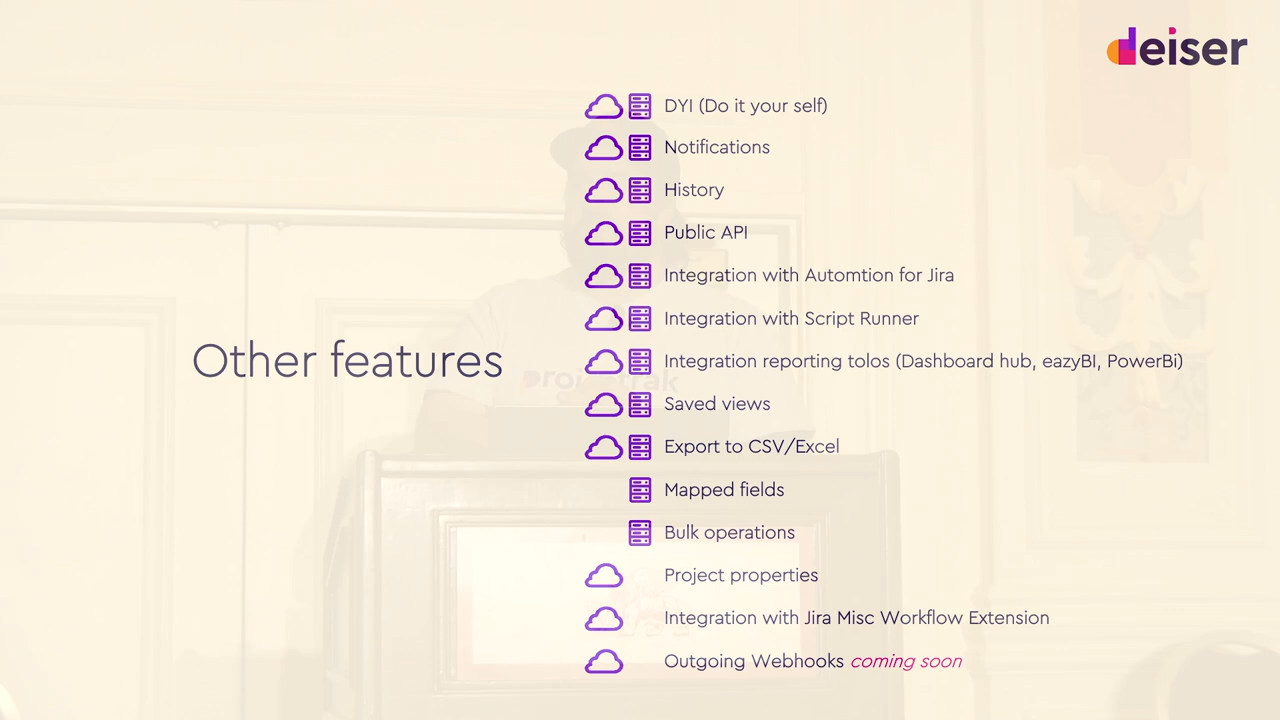 deiser
DYI (Do it your self)
Notifications
History
Public API
Integration with Automtion for Jira
Integration with Script Runner
Other features
Integration reporting tolos (Dashboard hub, eazyBI, PowerBi)
Saved views
Export to CSV/Excel
Mapped fields
Bulk operations
Project properties
Integration with Jira Misc Workflow Extension
Outgoing Webhooks coming soon